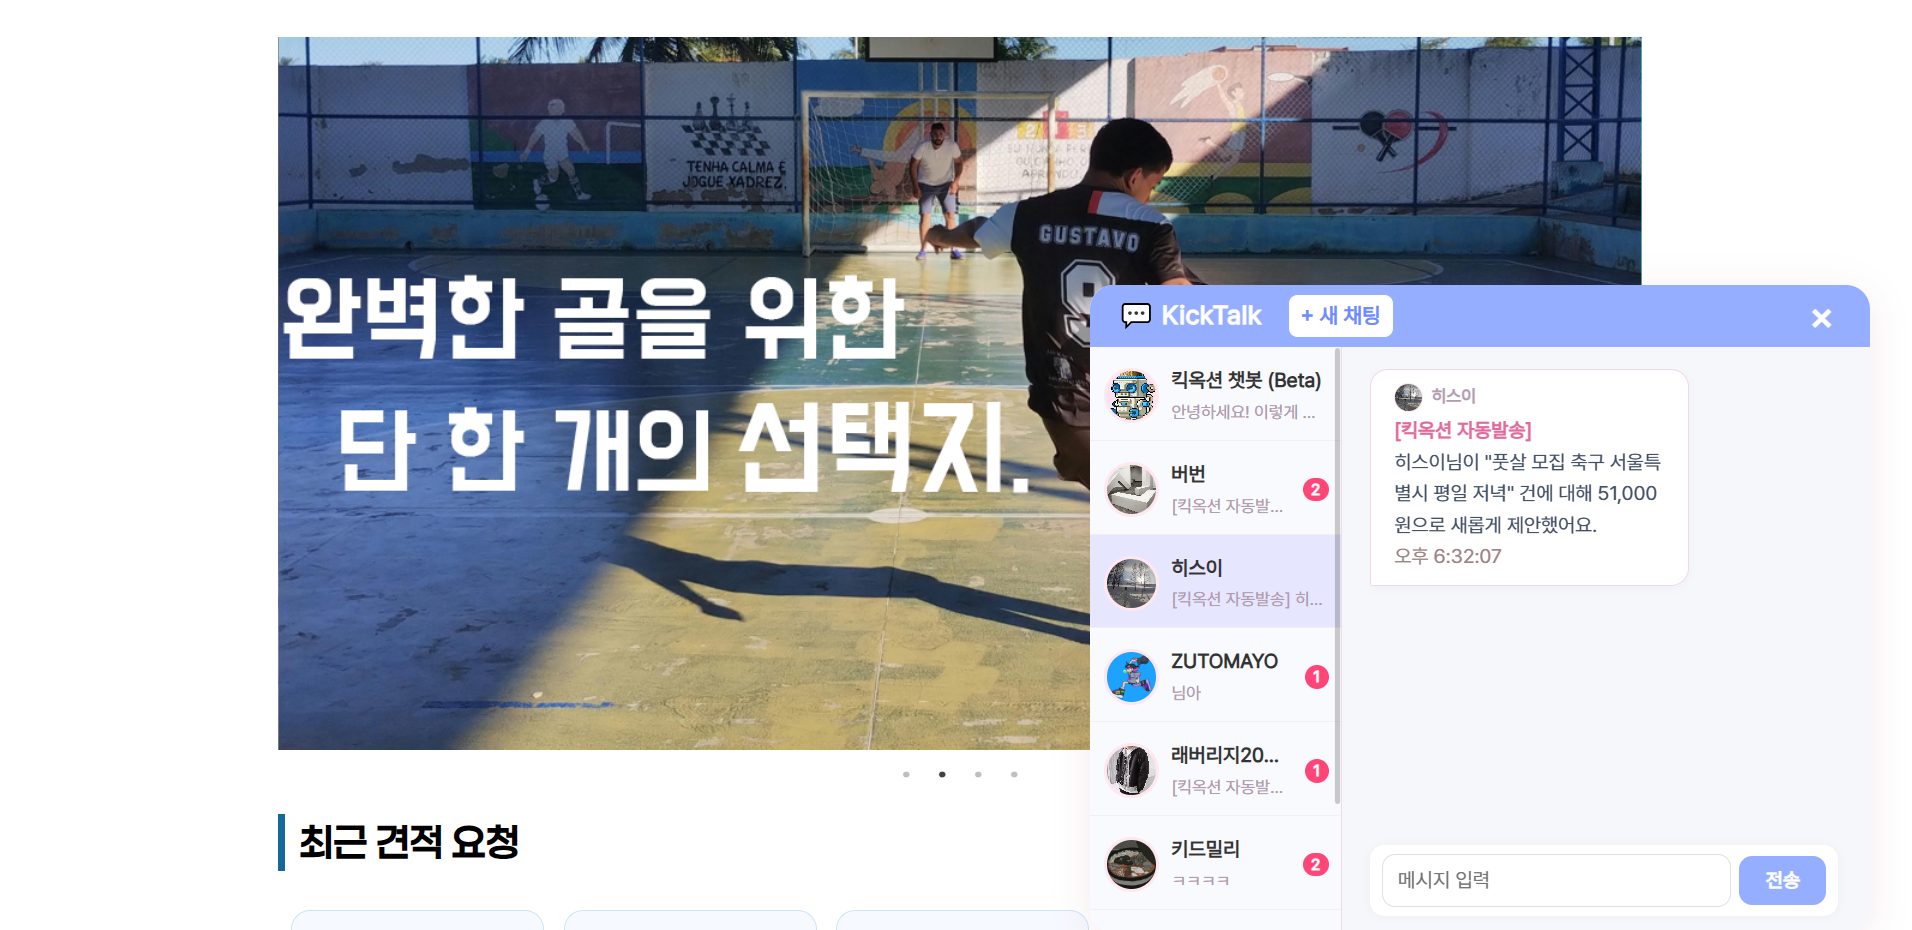 TENHA CALMA E
JOGUE XADREZ.
GUSTAVO
9
완벽한 골을 위한
단 한 개의 선택지.
최근 견적 요청
KickTalk
+ 새 채팅
×
킥옥션 챗봇 (Beta)
안녕하세요! 이렇게 ...
버번
[킥옥션 자동발...
2
히스이
[킥옥션 자동발송] 히...
ZUTOMAYO
님아
1
래버리지20...
[킥옥션 자동발...
1
키드밀리
ㅋㅋㅋㅋ
2
히스이
[킥옥션 자동발송]
히스이님이 "풋살 모집 축구 서울특
별시 평일 저녁" 건에 대해 51,000
원으로 새롭게 제안했어요.
오후 6:32:07
메시지 입력
전송